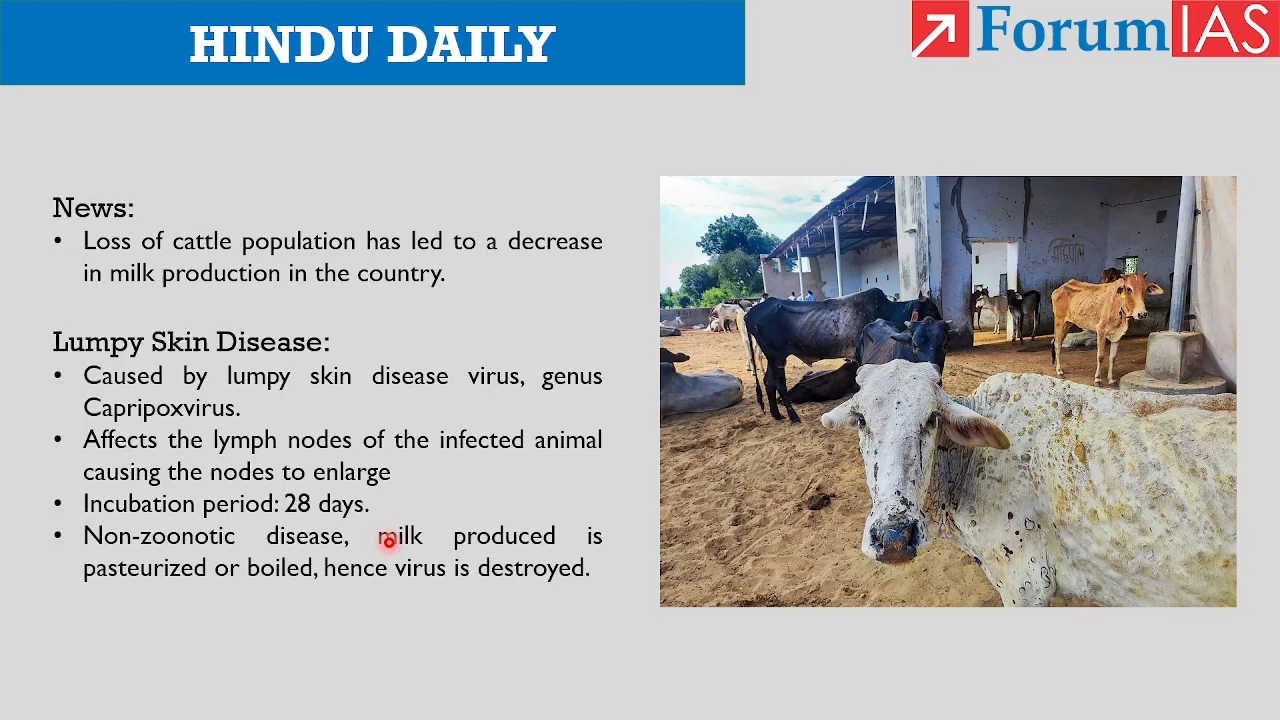 HINDU DAILY
Forum IAS
News:
• Loss of cattle population has led to a decrease
in milk production in the country.
Lumpy Skin Disease:
• Caused by lumpy skin disease virus, genus
Capripoxvirus.
• Affects the lymph nodes of the infected animal
causing the nodes to enlarge
• Incubation period: 28 days.
• Non-zoonotic disease, milk produced is
pasteurized or boiled, hence virus is destroyed.